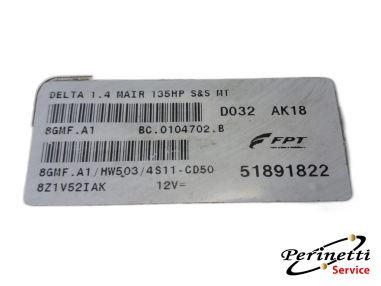 DELTA 1.4 MAIR 135HP S&S MT
D032 AK18
8GMF.A1 BC.0104702.B
FPT
8GMF.A1/HW503/4S11-CD50 51891822
8Z1V52IAK 12V=
Perinetti
Service